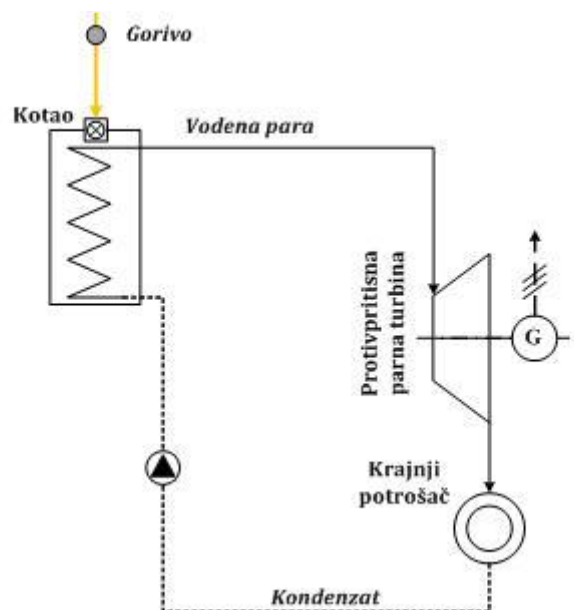 Gorivo
Kotao
Vodena para
Protivpritisna
parna turbina
G
Krajnji
potrošač
Kondenzat